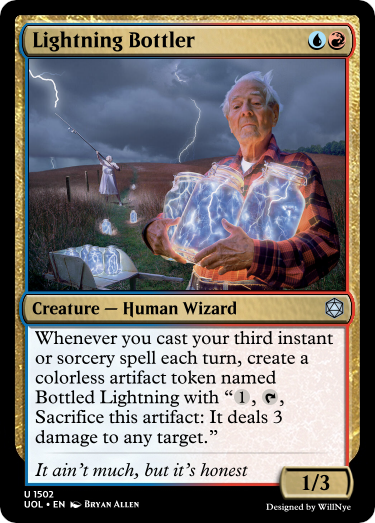 Lightning Bottler
Creature — Human Wizard
Whenever you cast your third instant
or sorcery spell each turn, create a
colorless artifact token named
Bottled Lightning with “1, ,
Sacrifice this artifact: It deals 3
damage to any target.”
It ain't much, but it's honest
1/3
U 1502
UOL • EN Bryan Allen
Designed by WillNye